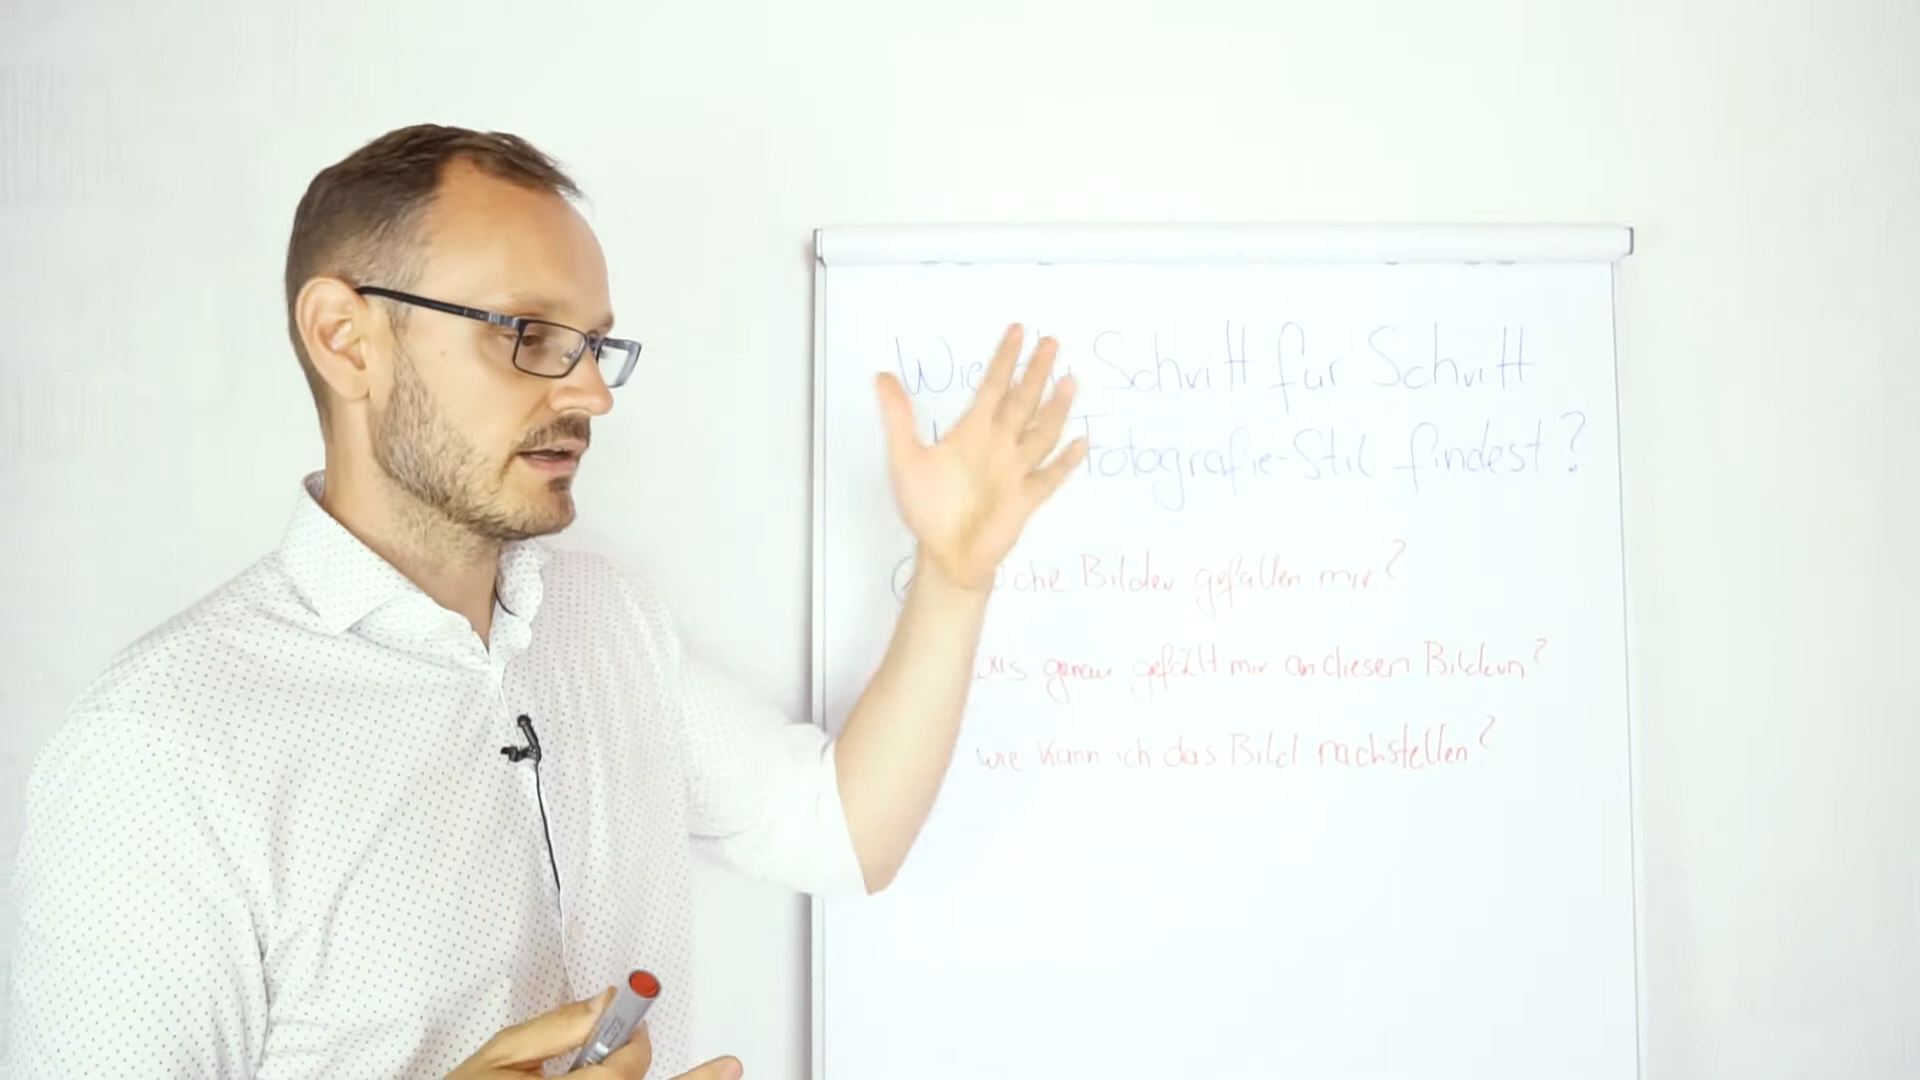 Wie Schritt für Schritt
Fotografie-Stil findest?
Bilder gefallen mir?
genau gefällt mir an diesen Bildern?
wie kann ich das Bild nachstellen?